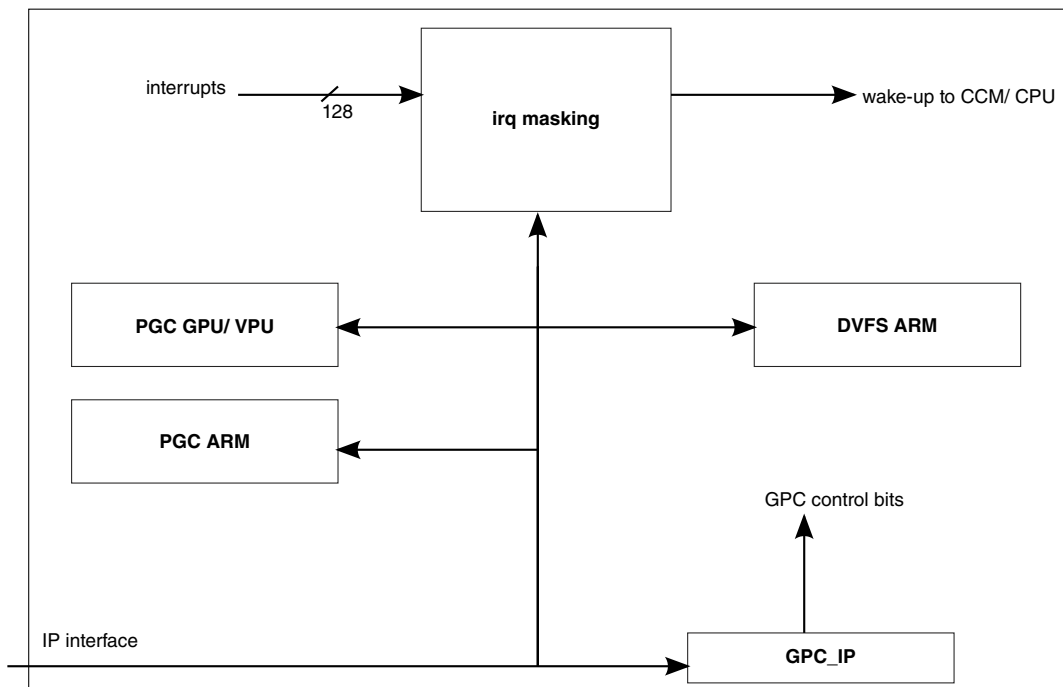 interrupts
128
irq masking
wake-up to CCM/ CPU
PGC GPU/ VPU
DVFS ARM
PGC ARM
GPC control bits
IP interface
GPC_IP